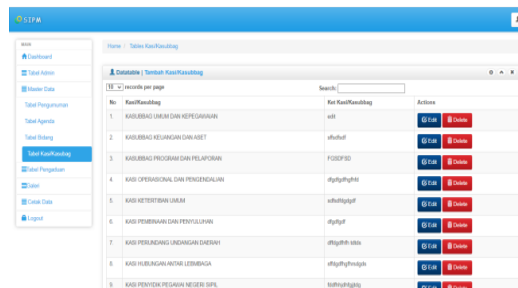 SIPM
MAIN
Dashboard
Tabel Admin
Master Data
Tabel Pengumuman
Tabel Agenda
Tabel Bidang
Tabel Kasi/Kasubag
Tabel Pengaduan
Galeri
Cetak Data
Logout
Home / Tables Kasi/Kasubbag
Datatable | Tambah Kasi/Kasubbag
10 records per page Search:
No Kasi/Kasubbag Ket Kasi/Kasubbag Actions
1. KASUBBAG UMUM DAN KEPEGAWAIAN Edit Delete
2. KASUBBAG KEUANGAN DAN ASET Edit Delete
3. KASUBBAG PROGRAM DAN PELAPORAN FGSDFSD Edit Delete
4. KASI OPERASIONAL DAN PENGENDALIAN Edit Delete
5. KASI KETERTIBAN UMUM Edit Delete
6. KASI PEMBINAAN DAN PENYULUHAN Edit Delete
7. KASI PERUNDANG UNDANGAN DAERAH Edit Delete
8. KASI HUBUNGAN ANTAR LEMBAGA Edit Delete
9. KASI PENYIDIK PEGAWAI NEGERI SIPIL Edit Delete